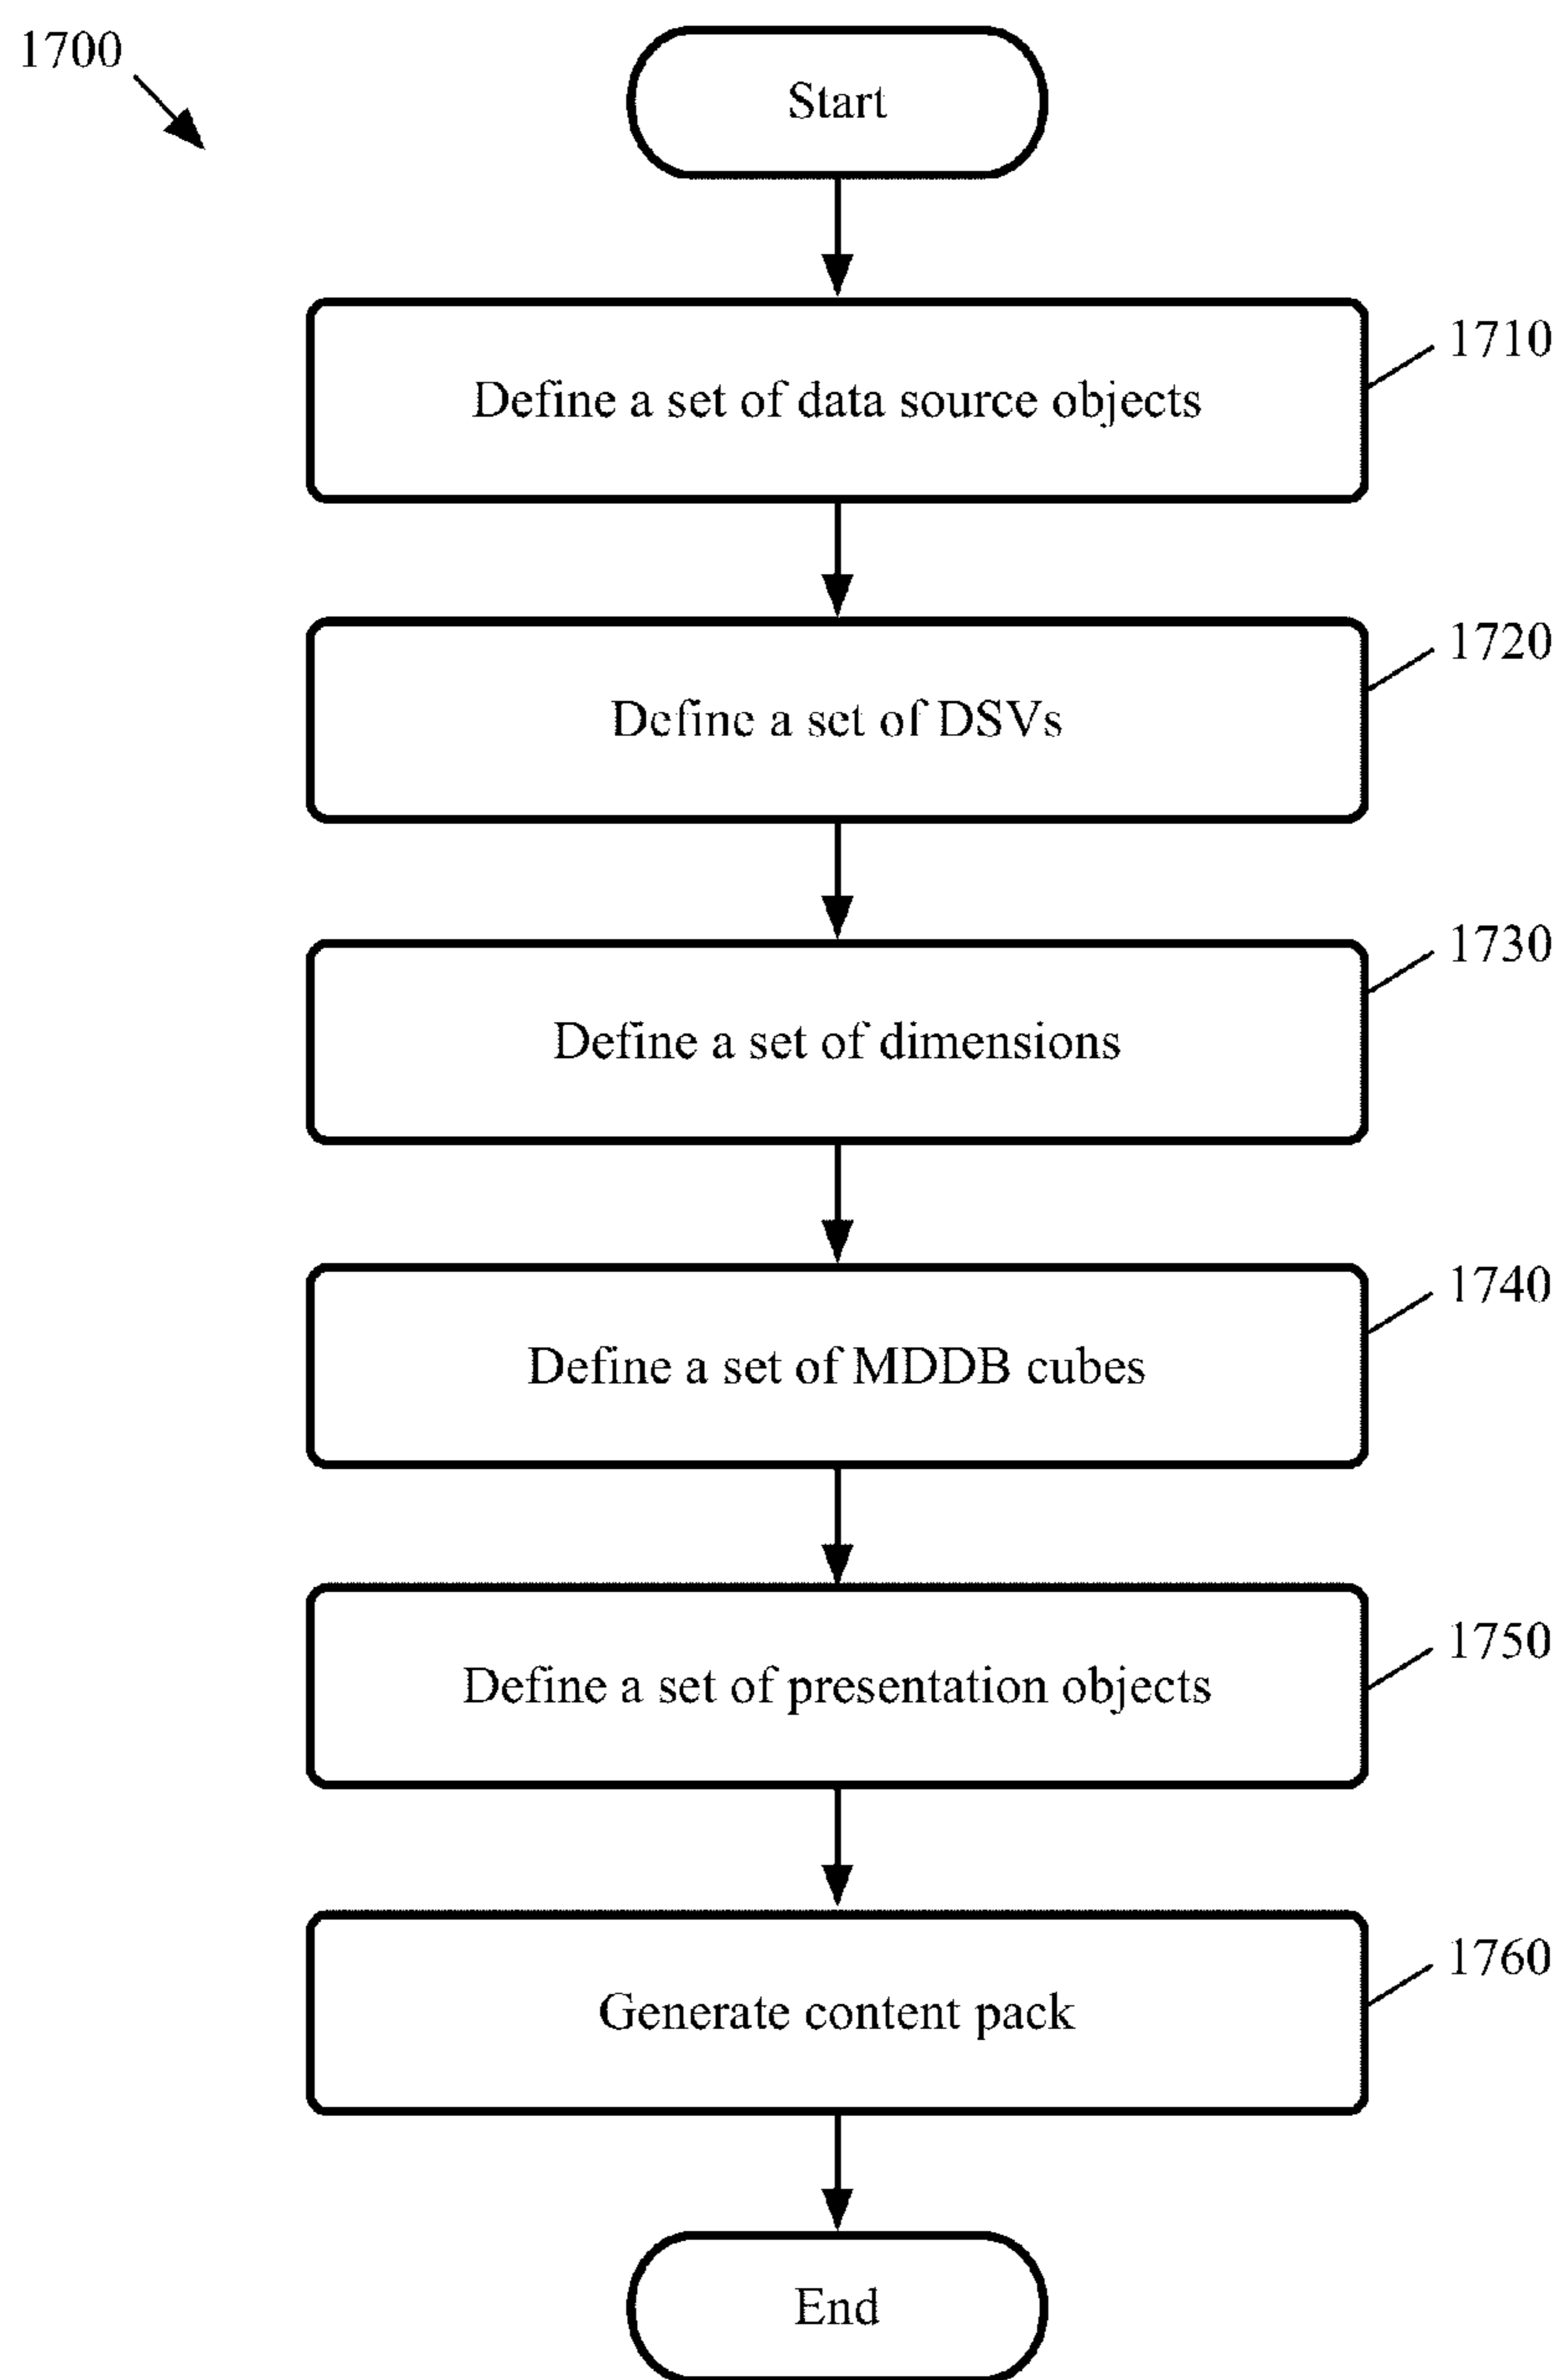 1700
Start
Define a set of data source objects
1710
Define a set of DSVs
1720
Define a set of dimensions
1730
Define a set of MDDB cubes
1740
Define a set of presentation objects
1750
Generate content pack
1760
End